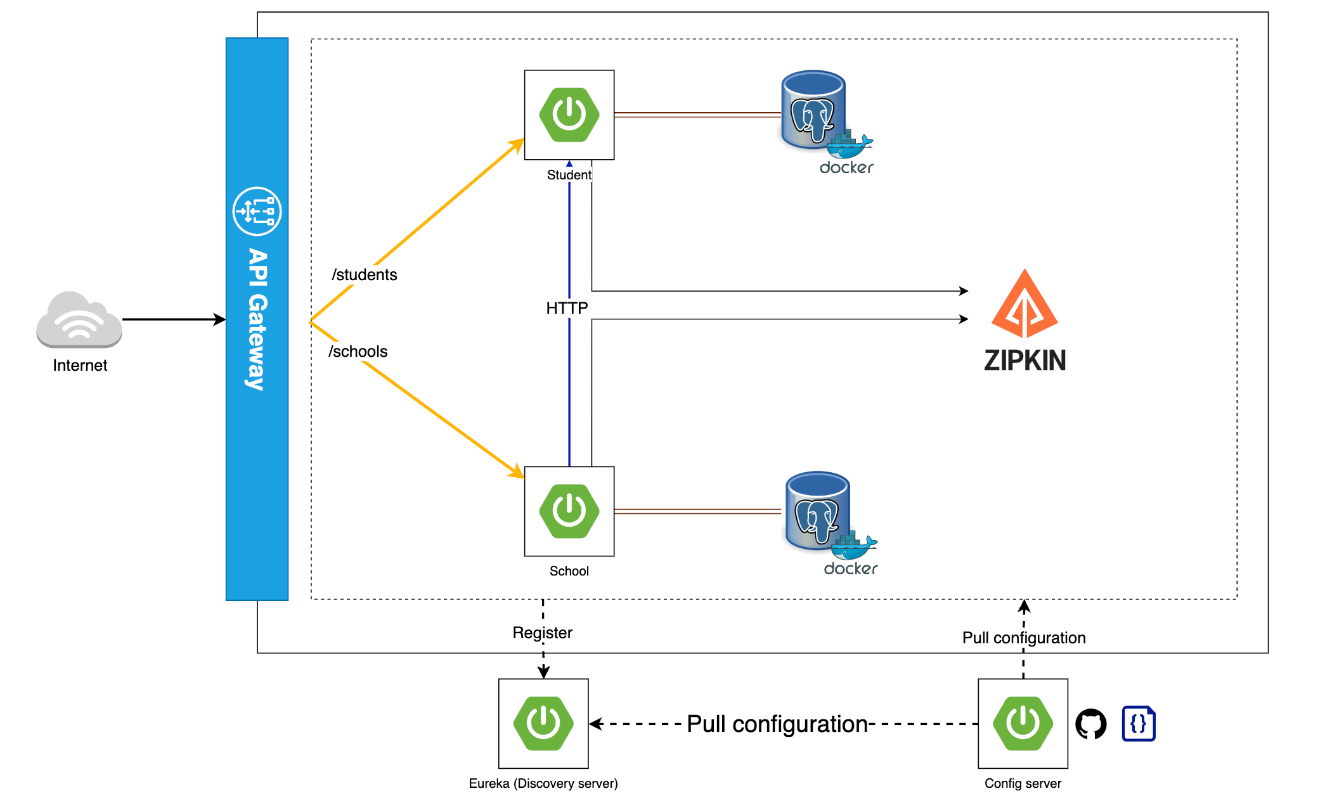 Student
docker
/students
API Gateway
HTTP
/schools
Internet
ZIPKIN
docker
School
Register
Pull configuration
Pull configuration
{}
Eureka (Discovery server)
Config server